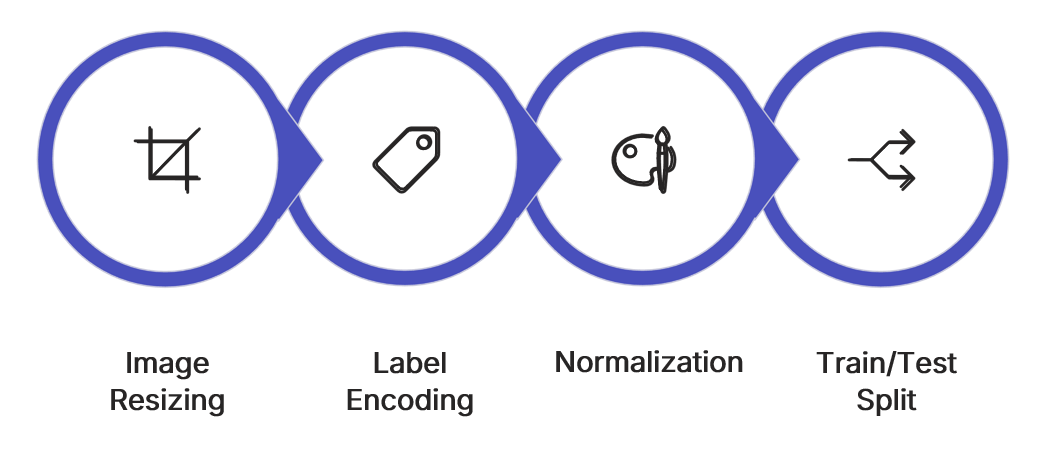 Image
Resizing
Label
Encoding
Normalization
Train/Test
Split